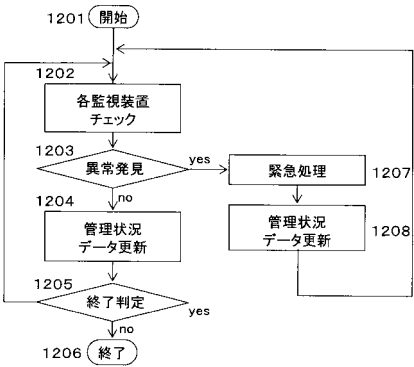 1201 開始
1202
各監視装置
チェック
1203
異常発見
yes
no
緊急処理
1207
1204
管理状況
データ更新
管理状況
データ更新
1208
1205
終了判定
yes
no
1206 終了